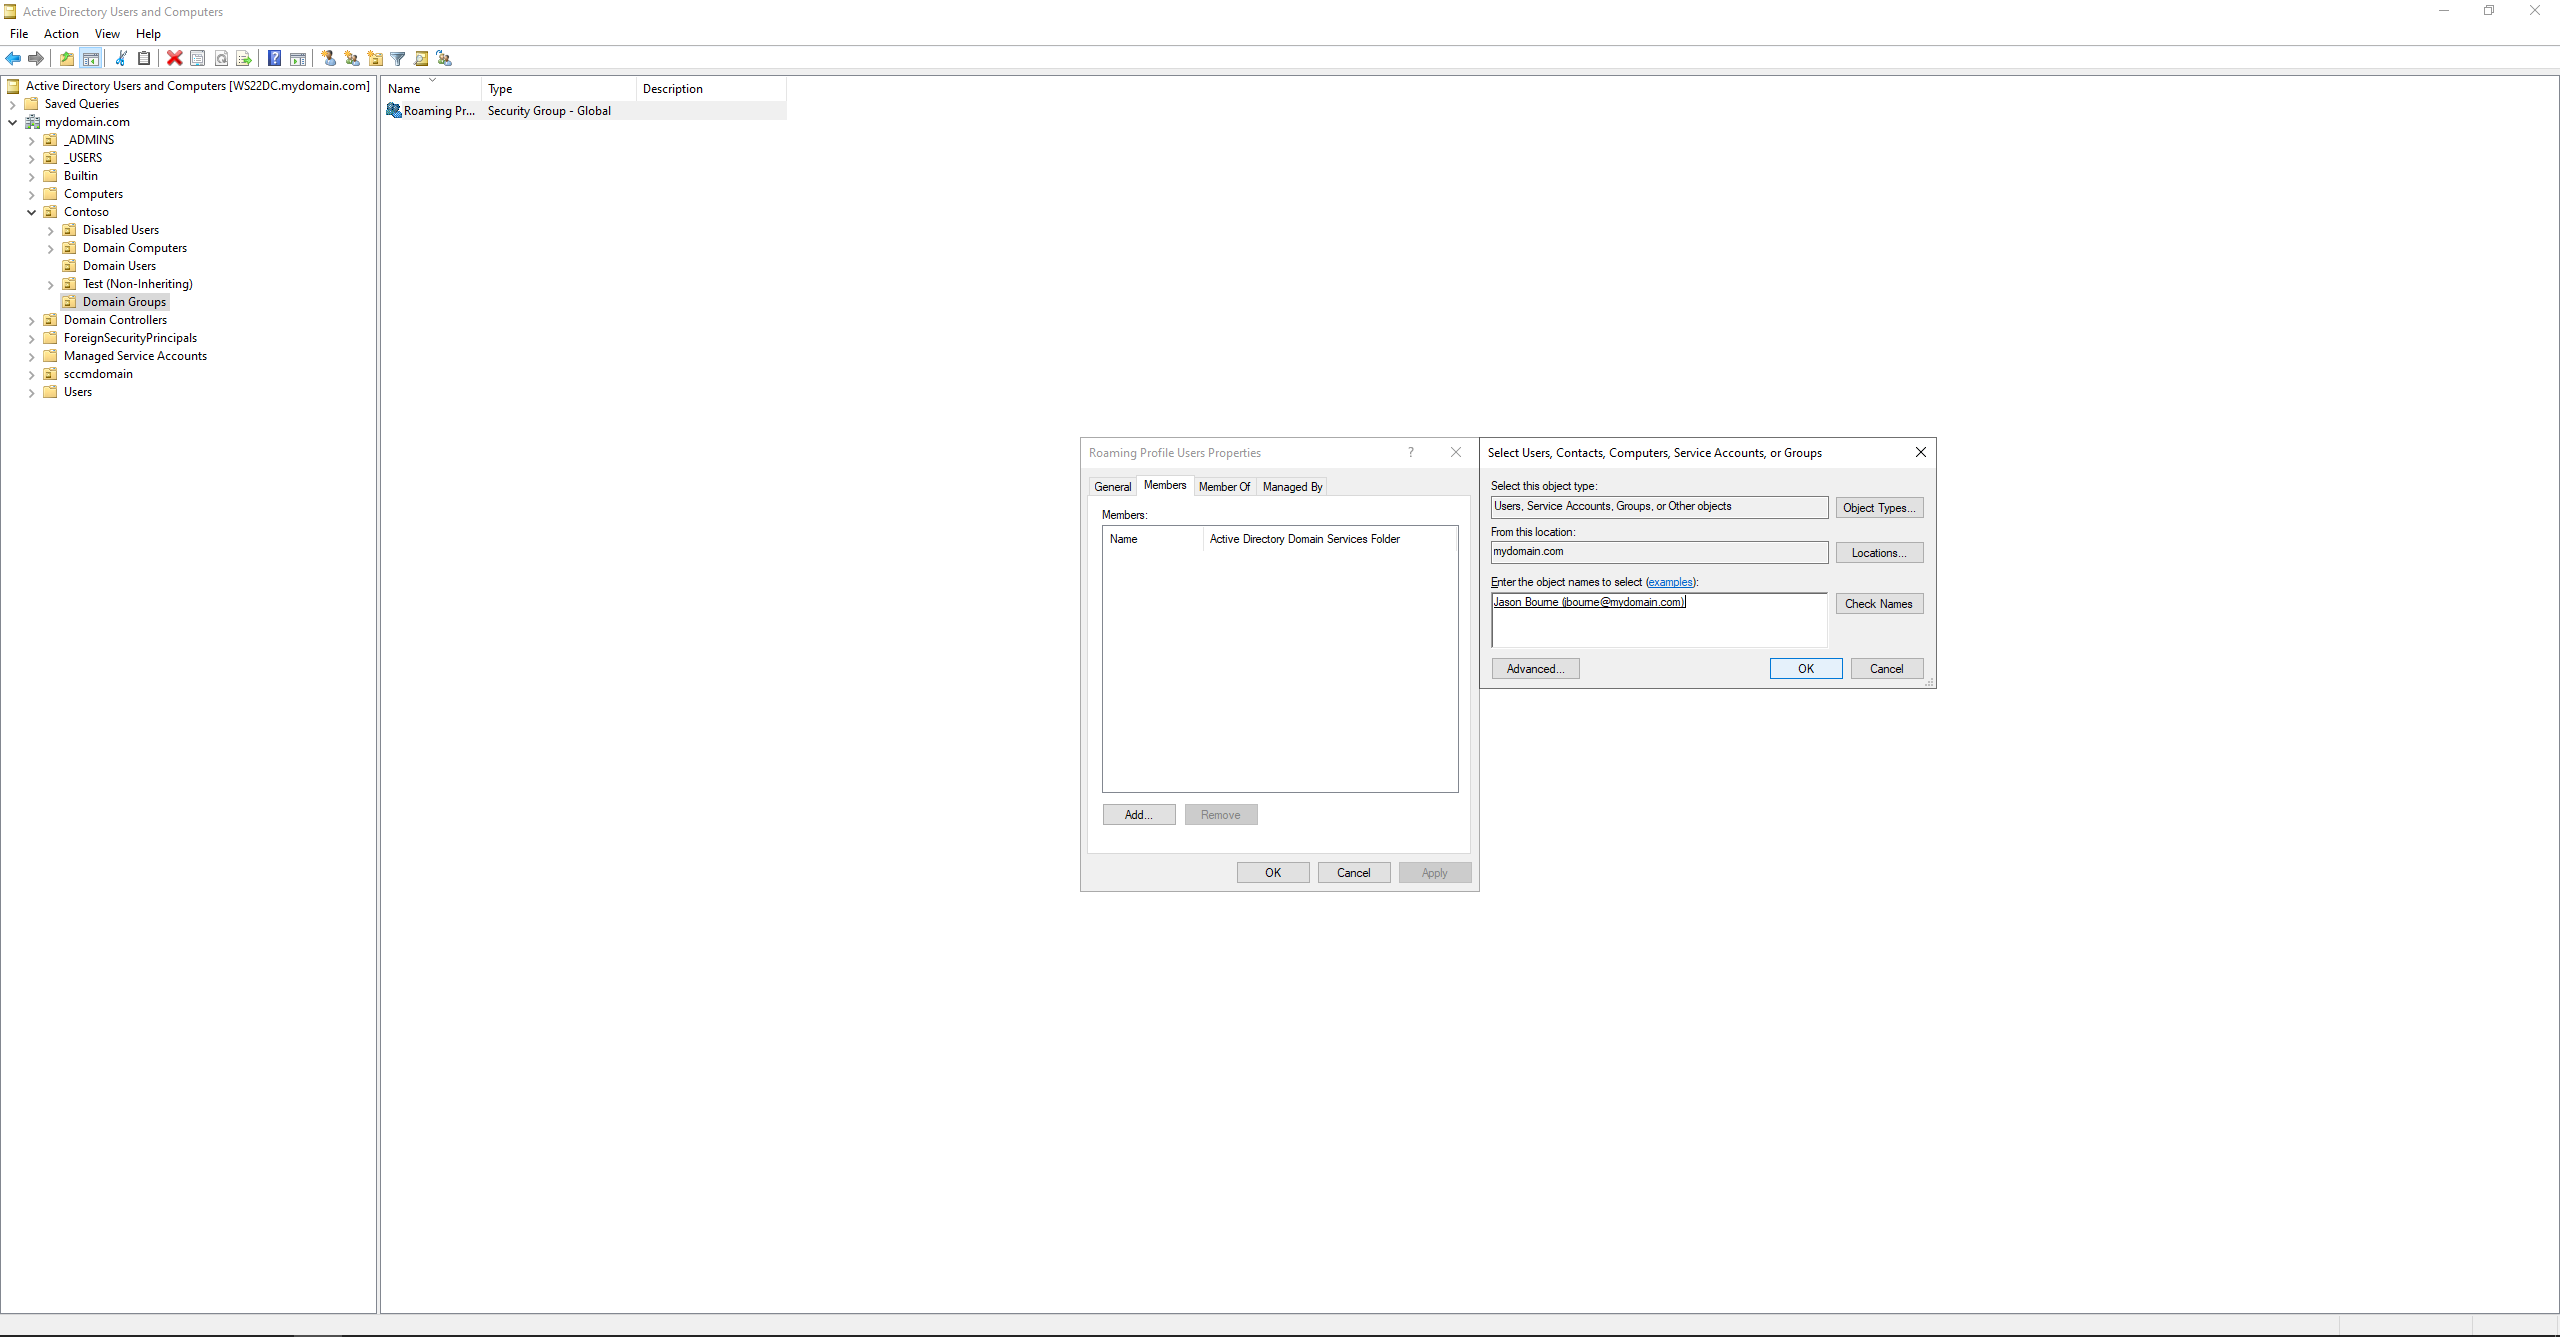 Active Directory Users and Computers
File Action View Help
Active Directory Users and Computers [WS22DC.mydomain.com]
Saved Queries
mydomain.com
_ADMINS
_USERS
Builtin
Computers
Contoso
Disabled Users
Domain Computers
Domain Users
Test (Non-Inheriting)
Domain Groups
Domain Controllers
ForeignSecurityPrincipals
Managed Service Accounts
sccmdomain
Users
Name Type Description
Roaming Pr... Security Group - Global
Roaming Profile Users Properties
?
General Members Member Of Managed By
Members:
Name Active Directory Domain Services Folder
Add... Remove
OK Cancel Apply
Select Users, Contacts, Computers, Service Accounts, or Groups
Select this object type:
Users, Service Accounts, Groups, or Other objects Object Types...
From this location:
mydomain.com Locations...
Enter the object names to select (examples):
Jason Bourne (jbourne@mydomain.com) Check Names
Advanced... OK Cancel